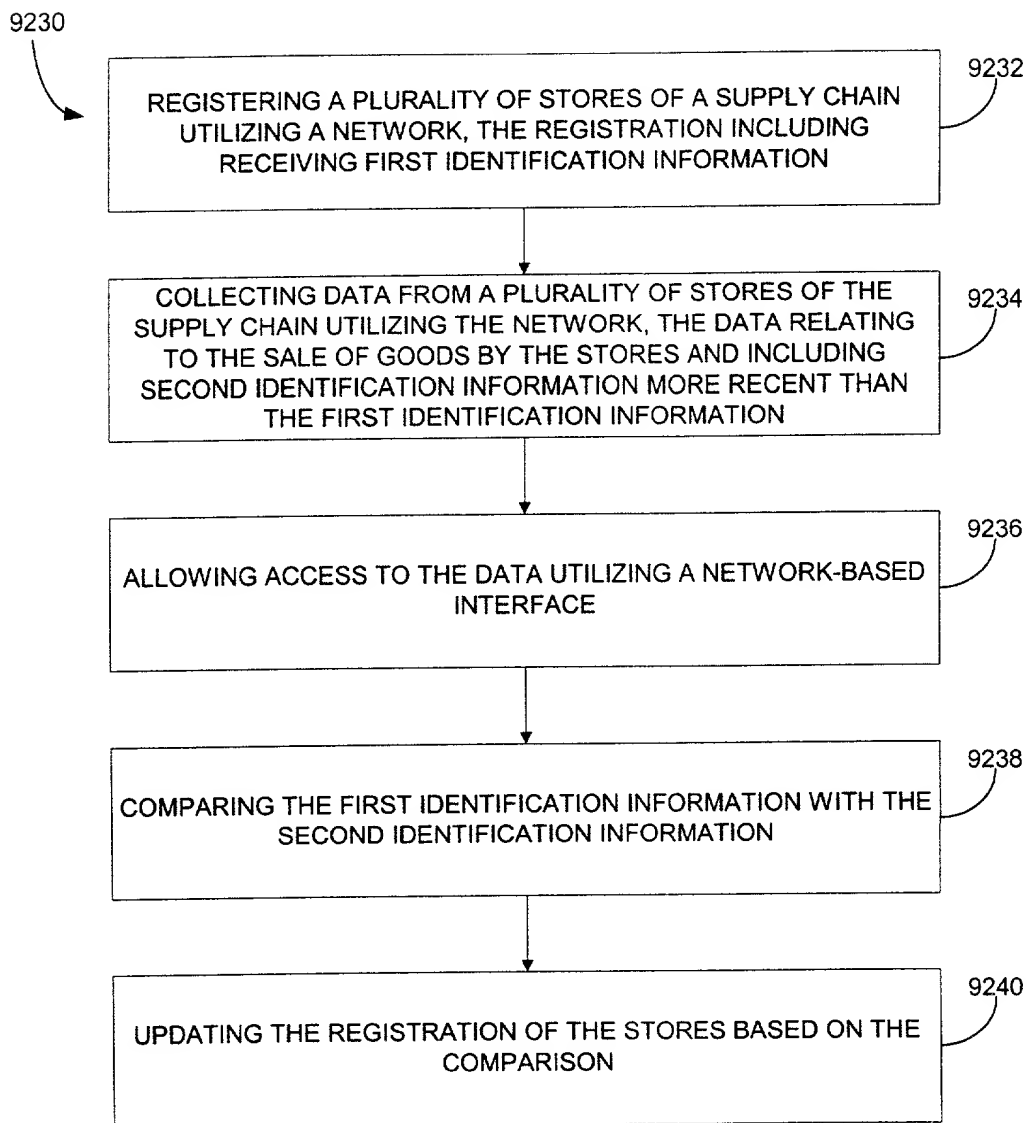 9230
REGISTERING A PLURALITY OF STORES OF A SUPPLY CHAIN
UTILIZING A NETWORK, THE REGISTRATION INCLUDING
RECEIVING FIRST IDENTIFICATION INFORMATION
9232
COLLECTING DATA FROM A PLURALITY OF STORES OF THE
SUPPLY CHAIN UTILIZING THE NETWORK, THE DATA RELATING
TO THE SALE OF GOODS BY THE STORES AND INCLUDING
SECOND IDENTIFICATION INFORMATION MORE RECENT THAN
THE FIRST IDENTIFICATION INFORMATION
9234
ALLOWING ACCESS TO THE DATA UTILIZING A NETWORK-BASED
INTERFACE
9236
COMPARING THE FIRST IDENTIFICATION INFORMATION WITH THE
SECOND IDENTIFICATION INFORMATION
9238
UPDATING THE REGISTRATION OF THE STORES BASED ON THE
COMPARISON
9240